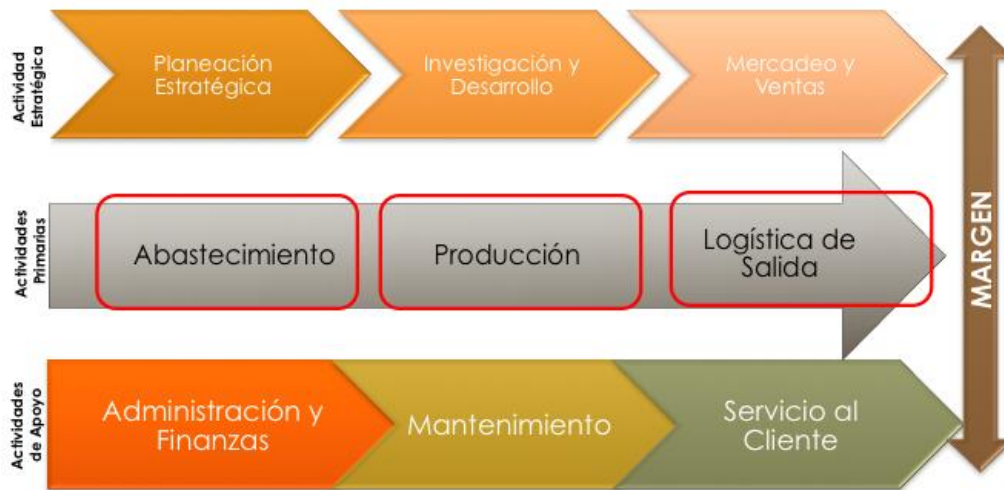 Actividad
Estratégica
Planeación
Estratégica
Investigación y
Desarrollo
Mercadeo y
Ventas
Actividades
Primarias
Abastecimiento
Producción
Logística de
Salida
MARGEN
Actividades
de Apoyo
Administración y
Finanzas
Mantenimiento
Servicio al
Cliente